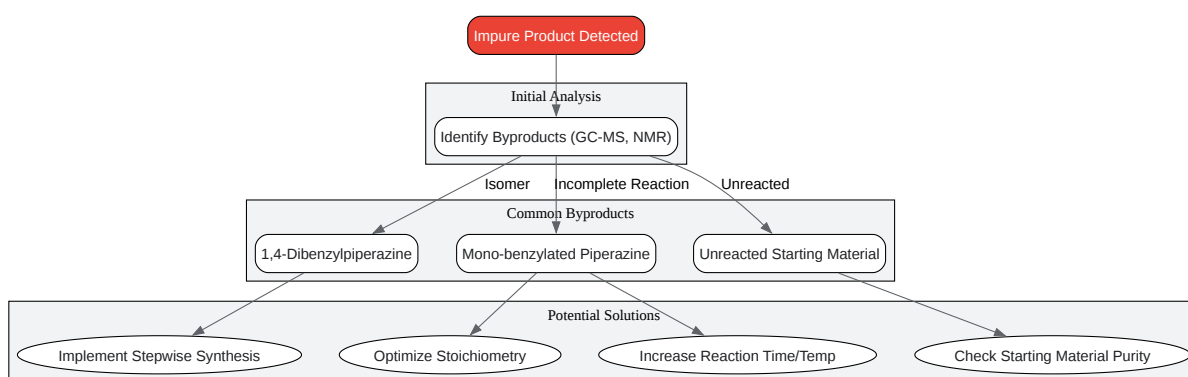 Impure Product Detected
Initial Analysis
Identify Byproducts (GC-MS, NMR)
Isomer
Incomplete Reaction
Unreacted
Common Byproducts
1,4-Dibenzylpiperazine
Mono-benzylated Piperazine
Unreacted Starting Material
Potential Solutions
Implement Stepwise Synthesis
Optimize Stoichiometry
Increase Reaction Time/Temp
Check Starting Material Purity